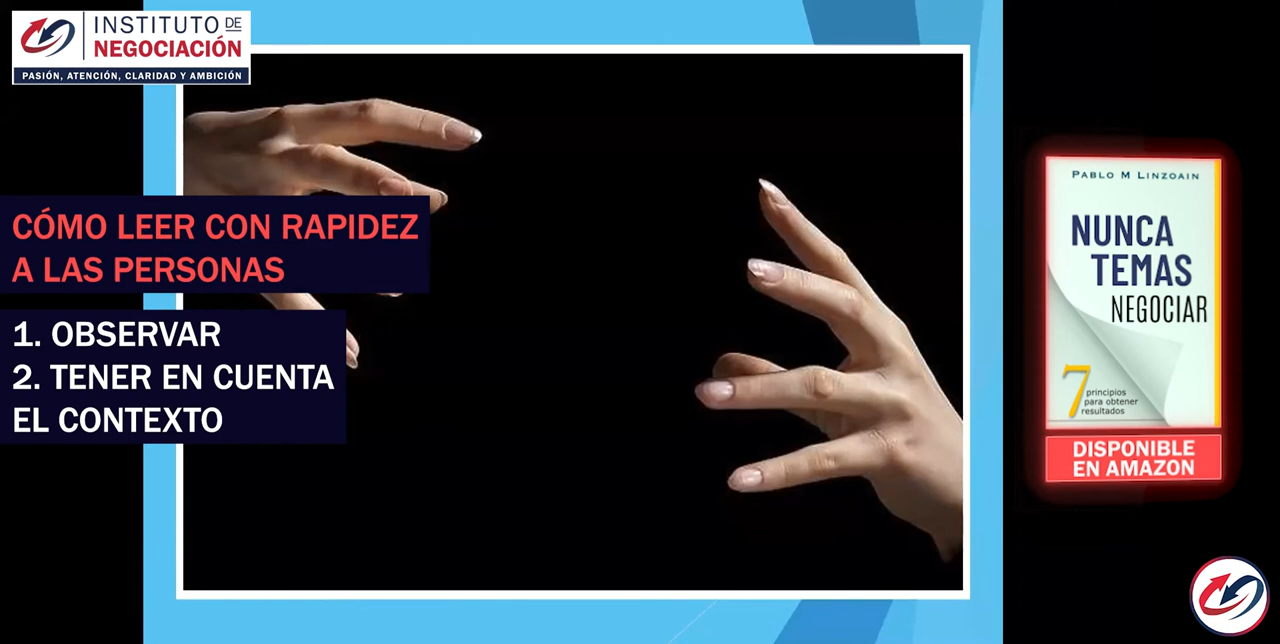 INSTITUTO DE
NEGOCIACIÓN
PASIÓN, ATENCIÓN, CLARIDAD Y AMBICIÓN
CÓMO LEER CON RAPIDEZ
A LAS PERSONAS
1. OBSERVAR
2. TENER EN CUENTA
EL CONTEXTO
PABLO M LINZOAIN
NUNCA
TEMAS
NEGOCIAR
7 principios
para obtener
resultados
DISPONIBLE
EN AMAZON